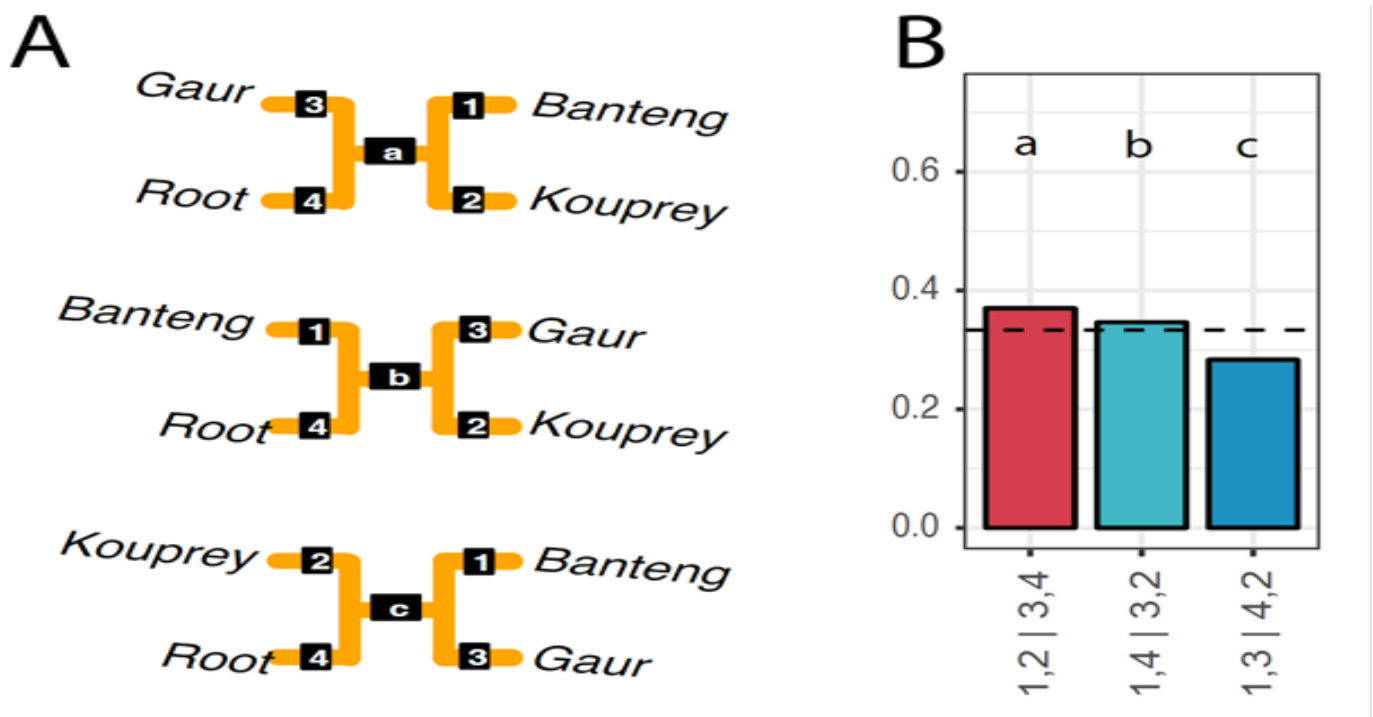 A
Gaur 3 1 Banteng
a
Root 4 2 Kouprey
Banteng 1 3 Gaur
b
Root 4 2 Kouprey
Kouprey 2 1 Banteng
c
Root 4 3 Gaur
B
a b c
0.6
0.4
0.2
0.0
1,2 | 3,4
1,4 | 3,2
1,3 | 4,2